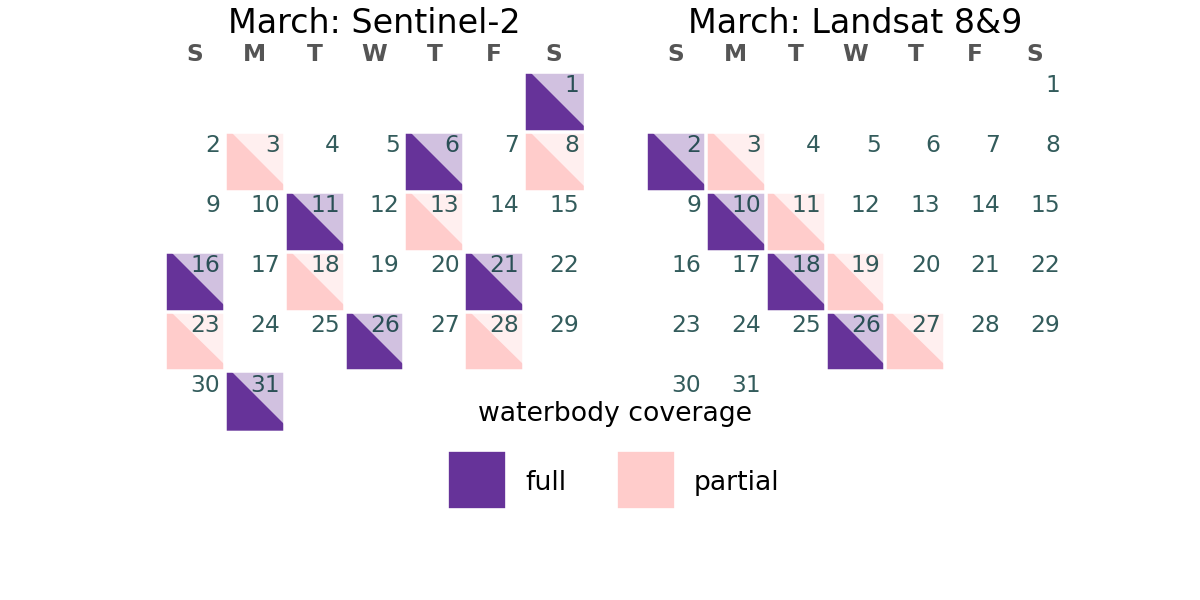 March: Sentinel-2
S M T W T F S
1
2 3 4 5 6 7 8
9 10 11 12 13 14 15
16 17 18 19 20 21 22
23 24 25 26 27 28 29
30 31
March: Landsat 8&9
S M T W T F S
1
2 3 4 5 6 7 8
9 10 11 12 13 14 15
16 17 18 19 20 21 22
23 24 25 26 27 28 29
30 31
waterbody coverage
full partial